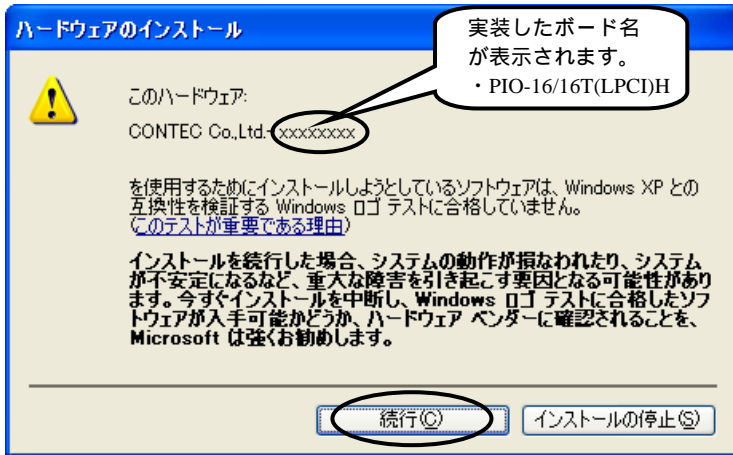 ハードウェアのインストール
実装したボード名
が表示されます。
・PIO-16/16T(LPCI)H
このハードウェア:
CONTEC Co.,Ltd.-xxxxxxxx
を使用するためにインストールしようとしているソフトウェアは、Windows XP との
互換性を検証する Windows ロゴ テストに合格していません。
(このテストが重要である理由)
インストールを続行した場合、システムの動作が損なわれたり、システム
が不安定になるなど、重大な障害を引き起こす要因となる可能性があり
ます。今すぐインストールを中断し、Windows ロゴ テストに合格したソフ
トウェアが入手可能かどうか、ハードウェア ベンダーに確認されることを、
Microsoft は強くお勧めします。
続行(C)
インストールの停止(S)